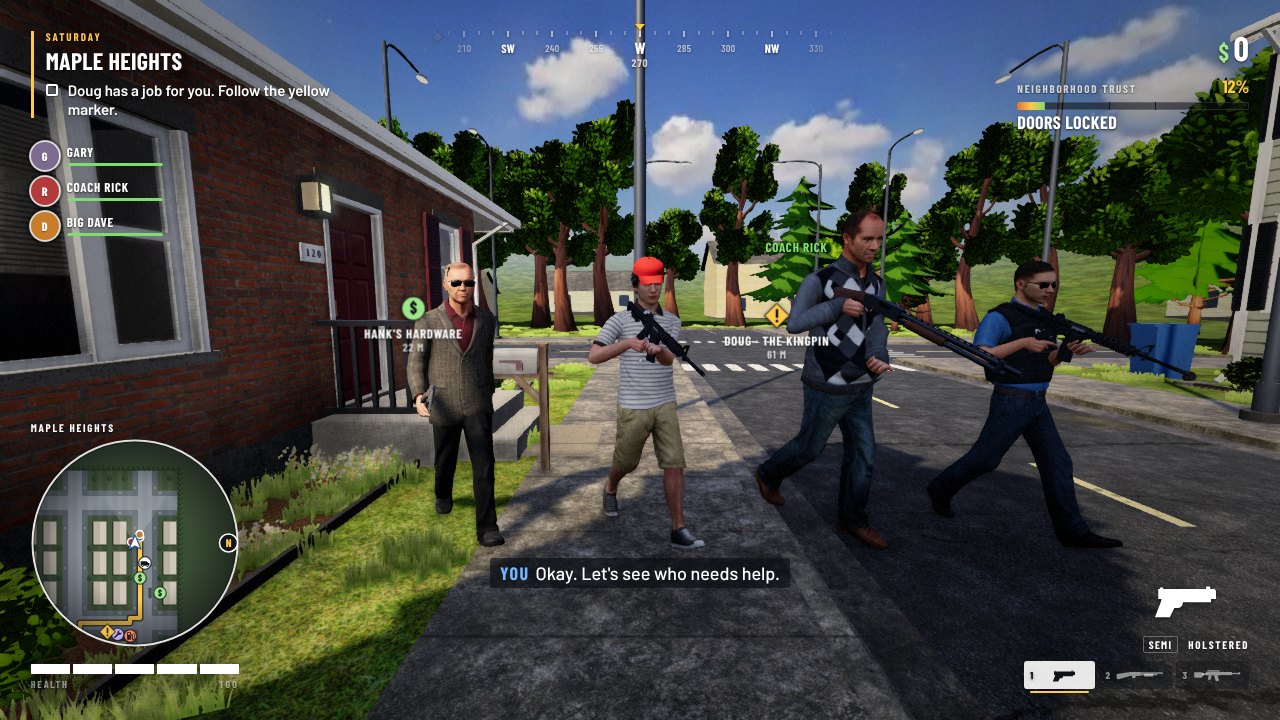 SATURDAY
MAPLE HEIGHTS
Doug has a job for you. Follow the yellow
marker.
G GARY
R COACH RICK
D BIG DAVE
210 SW 240 255 W 285 300 NW 330
270
$0
NEIGHBORHOOD TRUST 12%
DOORS LOCKED
120
COACH RICK
$
HANK'S HARDWARE
22 M
!
DOUG – THE KINGPIN
61 M
MAPLE HEIGHTS
N
$
$
!
HEALTH 100
YOU Okay. Let's see who needs help.
SEMI HOLSTERED
1 2 3